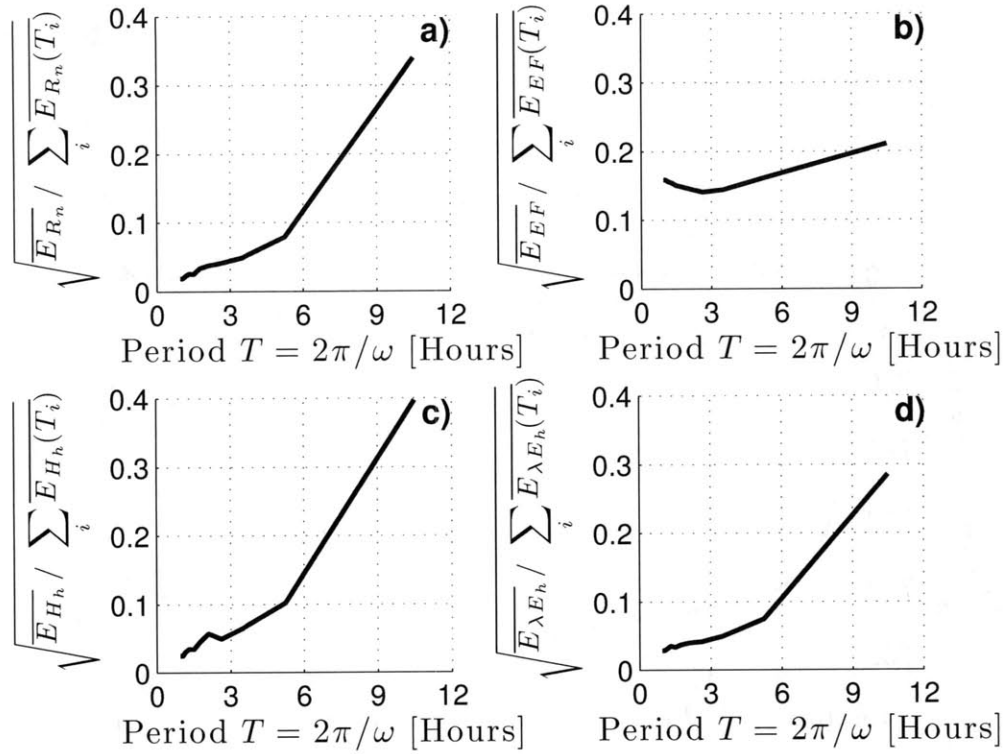 √ E_{R_n} / ∑_i E_{R_n}(T_i)
a)
0.4
0.3
0.2
0.1
0
0 3 6 9 12
Period T = 2π/ω [Hours]
√ E_{EF} / ∑_i E_{EF}(T_i)
b)
0.4
0.3
0.2
0.1
0
0 3 6 9 12
Period T = 2π/ω [Hours]
√ E_{H_h} / ∑_i E_{H_h}(T_i)
c)
0.4
0.3
0.2
0.1
0
0 3 6 9 12
Period T = 2π/ω [Hours]
√ E_{λE_h} / ∑_i E_{λE_h}(T_i)
d)
0.4
0.3
0.2
0.1
0
0 3 6 9 12
Period T = 2π/ω [Hours]